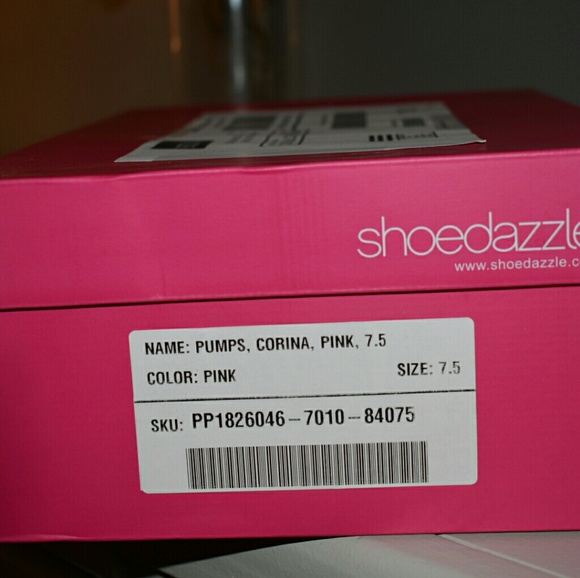 shoedazzle
www.shoedazzle.c
NAME: PUMPS, CORINA, PINK, 7.5
COLOR: PINK SIZE: 7.5
SKU: PP1826046-7010-84075